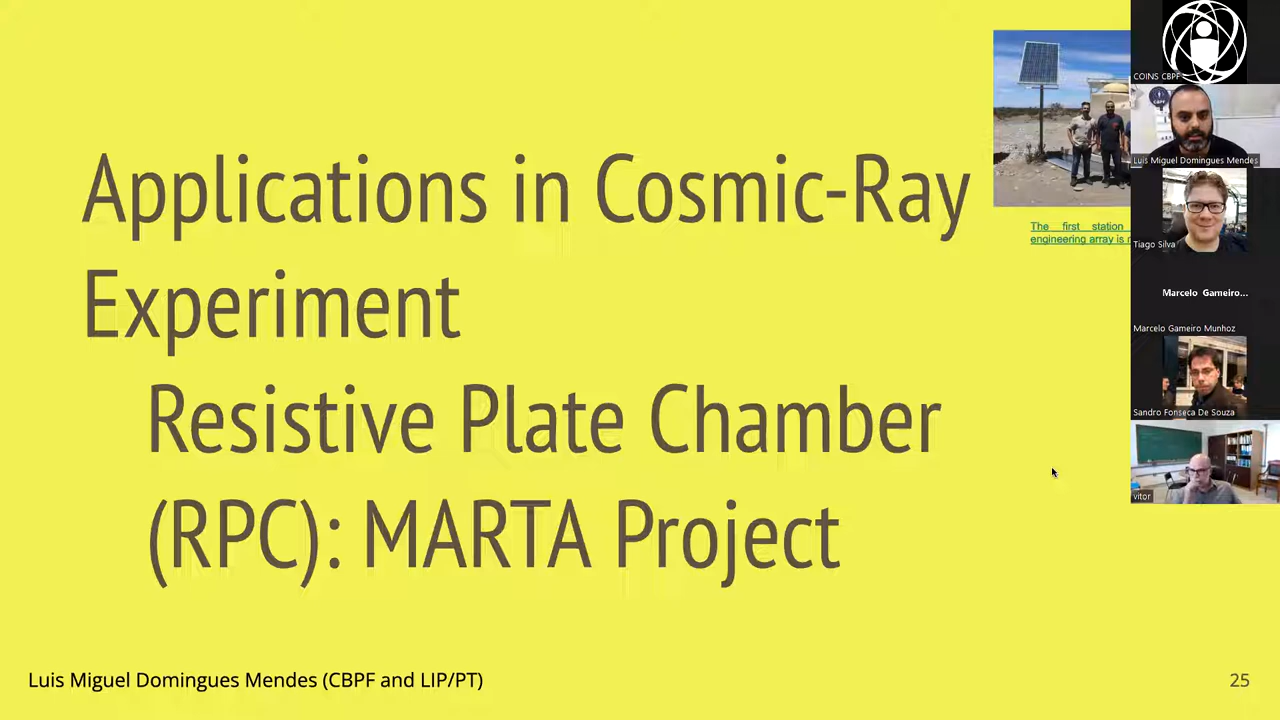 Applications in Cosmic-Ray
Experiment
Resistive Plate Chamber
(RPC): MARTA Project
The first station
engineering array is
Luis Miguel Domingues Mendes (CBPF and LIP/PT)
25
COINS CBPF
Luis Miguel Domingues Mendes
Tiago Silva
Marcelo Gameiro...
Marcelo Gameiro Munhoz
Sandro Fonseca De Souza
vitor